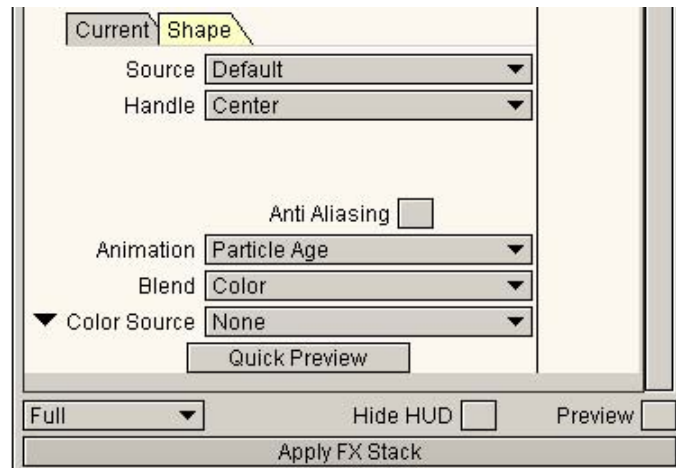 Current Shape
Source Default
Handle Center
Anti Aliasing
Animation Particle Age
Blend Color
Color Source None
Quick Preview
Full Hide HUD Preview
Apply FX Stack